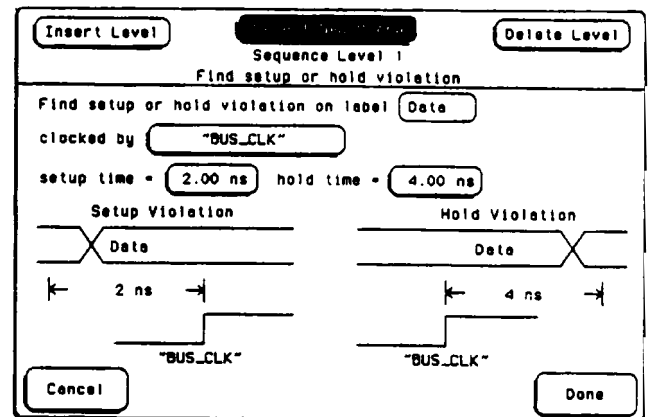 Insert Level Delete Level
Sequence Level 1
Find setup or hold violation
Find setup or hold violation on label Data
clocked by "BUS_CLK"
setup time = 2.00 ns hold time = 4.00 ns
Setup Violation Hold Violation
Data Data
2 ns 4 ns
"BUS_CLK" "BUS_CLK"
Cancel Done